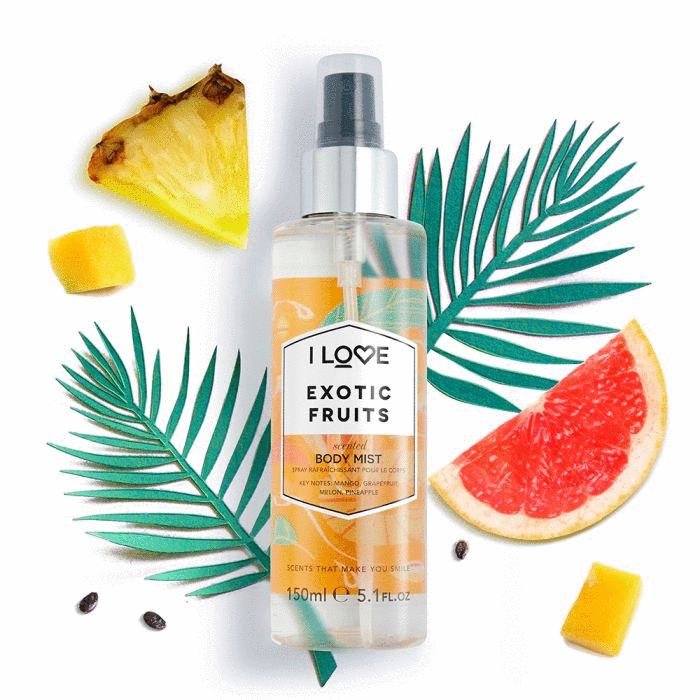 I LOVE
EXOTIC
FRUITS
scented
BODY MIST
SPRAY RAFRAÎCHISSANT POUR LE CORPS
KEY NOTES: MANGO, GRAPEFRUIT,
MELON, PINEAPPLE
SCENTS THAT MAKE YOU SMILE
150ml ℮ 5.1FL.OZ